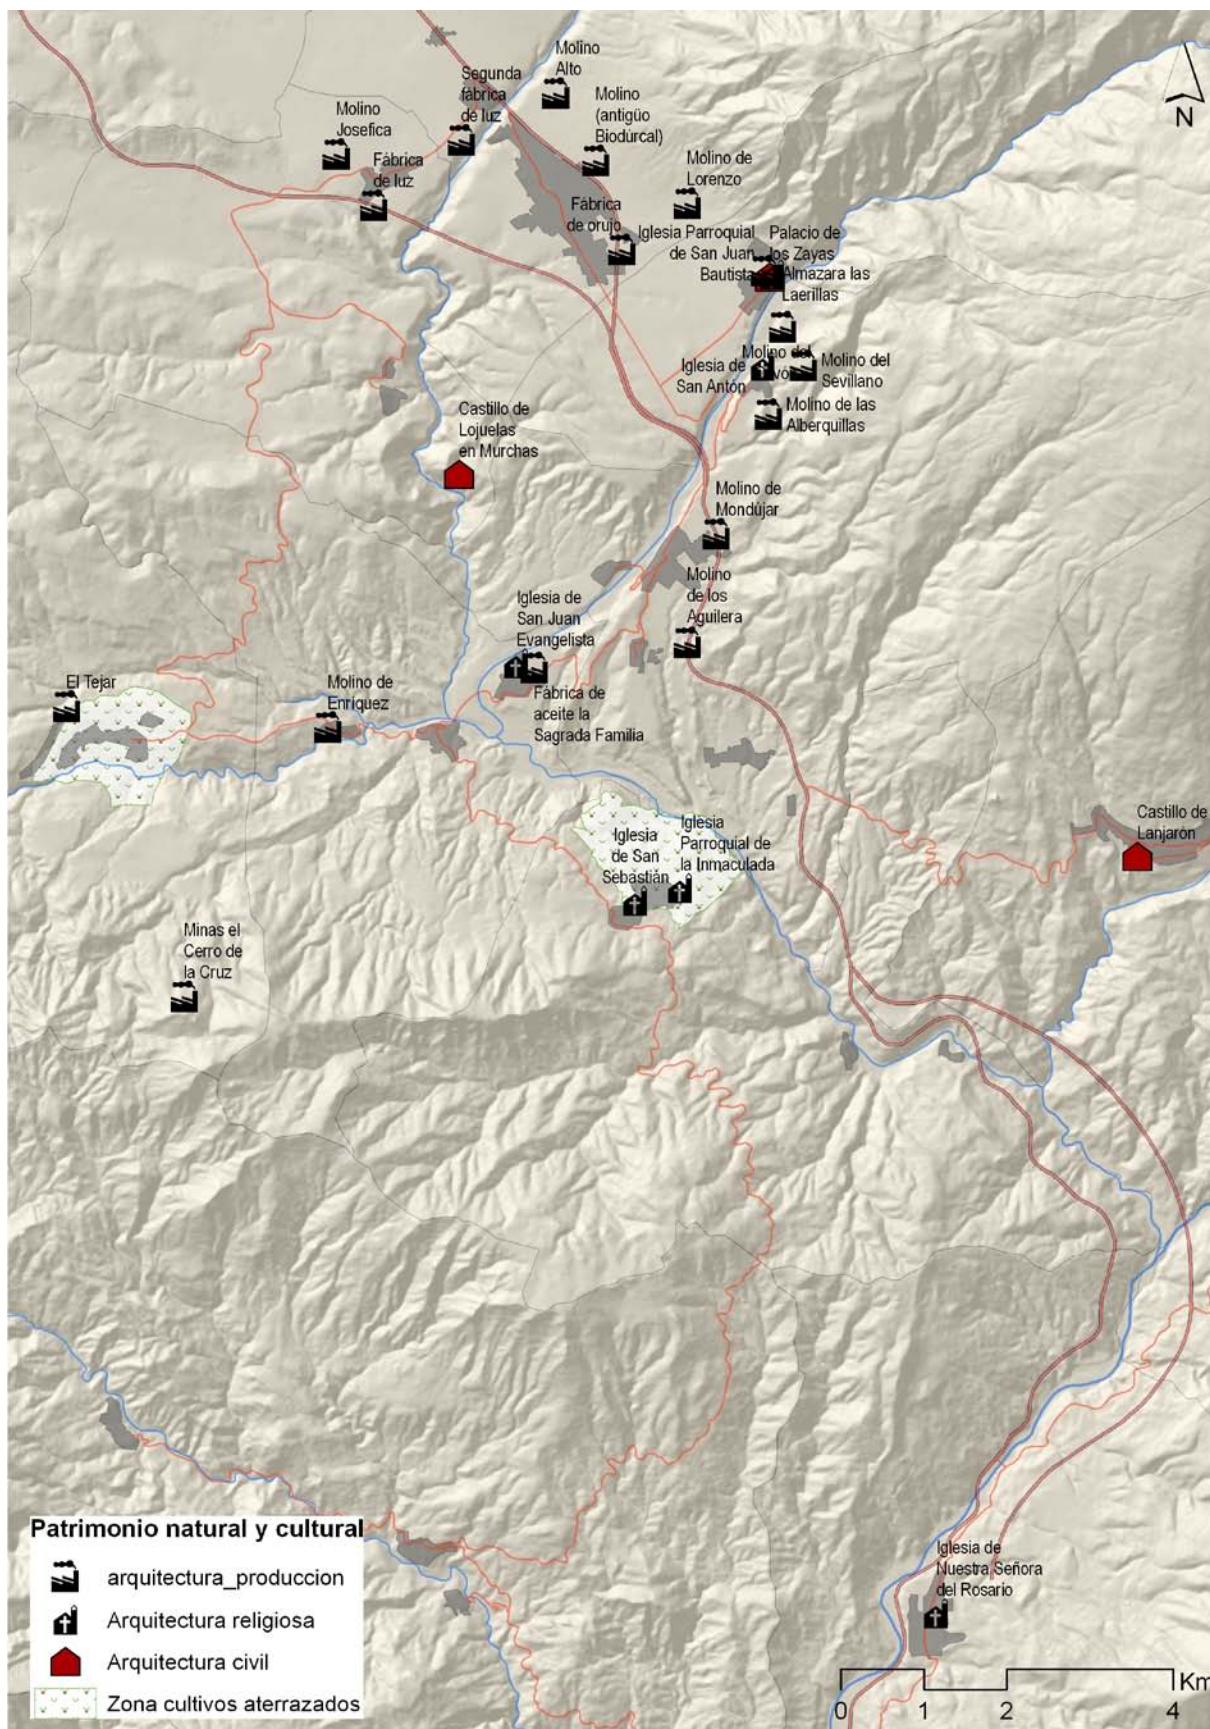 Molino
Alto
Segunda
fábrica
de luz
Molino
(antigüo
Biodúrcal)
Molino
Josefica
N
Fábrica
de luz
Molino de
Lorenzo
Fábrica
de orujo
Iglesia Parroquial
de San Juan
Bautista
Palacio de
los Zayas
Almazara las
Laerillas
Molino del
Iglesia de
San Antón
Molino del
Sevillano
Molino de las
Alberquillas
Castillo de
Lojuelas
en Murchas
Molino de
Mondújar
Molino
de los
Aguilera
Iglesia de
San Juan
Evangelista
El Tejar
Molino de
Enríquez
Fábrica de
aceite la
Sagrada Familia
Castillo de
Lanjarón
Iglesia
de San
Sebastián
Iglesia
Parroquial de
la Inmaculada
Minas el
Cerro de
la Cruz
Iglesia de
Nuestra Señora
del Rosario
Patrimonio natural y cultural
arquitectura_produccion
Arquitectura religiosa
Arquitectura civil
Zona cultivos aterrazados
Km
0 1 2 4